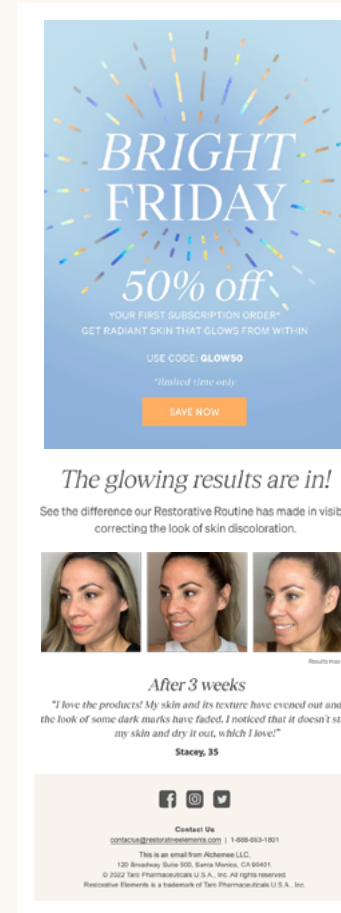 BRIGHT
FRIDAY
50% off
YOUR FIRST SUBSCRIPTION ORDER*
GET RADIANT SKIN THAT GLOWS FROM WITHIN
USE CODE: GLOW50
*limited time only
SAVE NOW
The glowing results are in!
See the difference our Restorative Routine has made in visib
correcting the look of skin discoloration.
Results may
After 3 weeks
"I love the products! My skin and its texture have evened out and
the look of some dark marks have faded. I noticed that it doesn't st
my skin and dry it out, which I love!"
Stacey, 35
Contact Us
contactus@restorativeelements.com | 1-888-693-1801
This is an email from Alchemee LLC,
120 Broadway Suite 500, Santa Monica, CA 90401.
© 2022 Taro Pharmaceuticals U.S.A., Inc. All rights reserved.
Restorative Elements is a trademark of Taro Pharmaceuticals U.S.A., Inc.